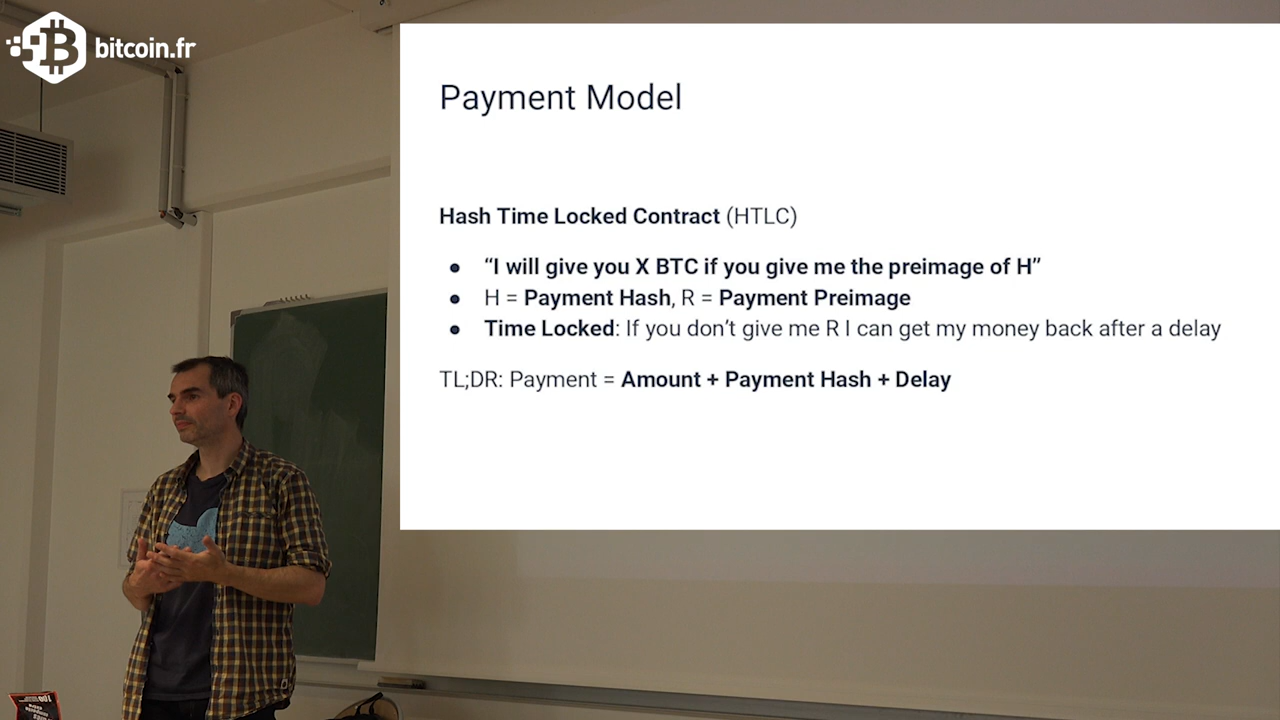 bitcoin.fr
Payment Model
Hash Time Locked Contract (HTLC)
● “I will give you X BTC if you give me the preimage of H”
● H = Payment Hash, R = Payment Preimage
● Time Locked: If you don’t give me R I can get my money back after a delay
TL;DR: Payment = Amount + Payment Hash + Delay